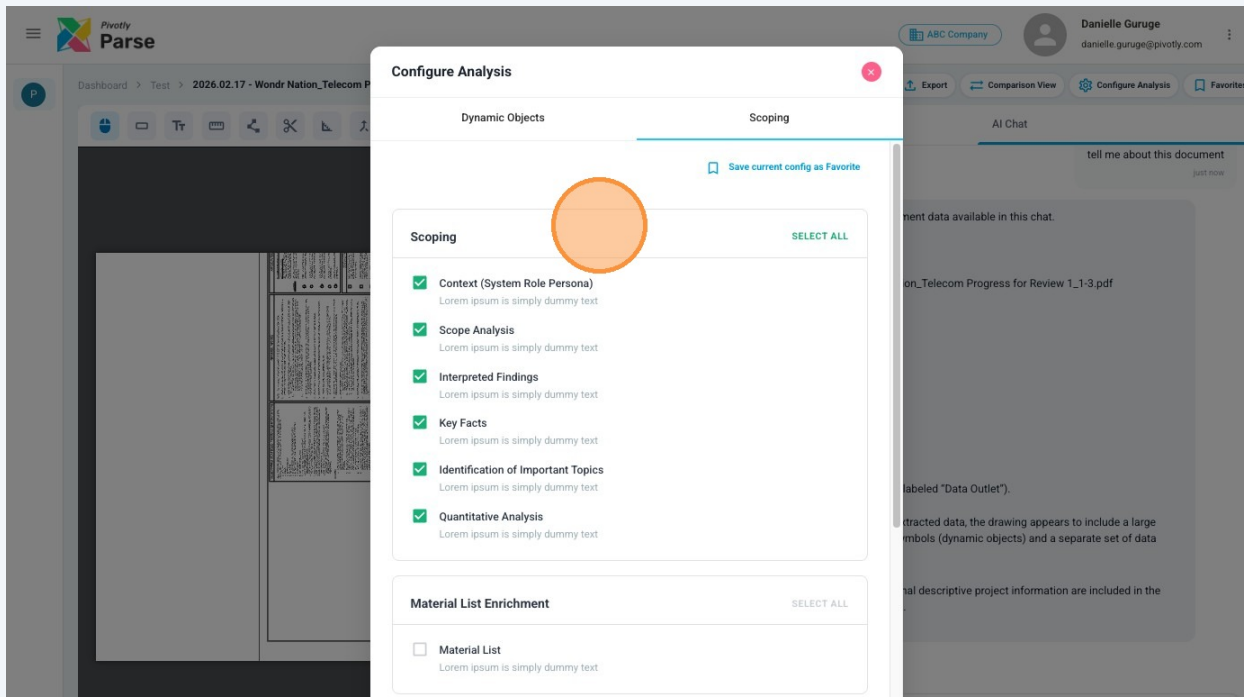 Pivotly
Parse
ABC Company
Danielle Guruge
danielle.guruge@pivotly.com
P
Dashboard > Test > 2026.02.17 - Wondr Nation_Telecom P
Export
Comparison View
Configure Analysis
Favorites
Tr
AI Chat
tell me about this document
just now
ment data available in this chat.
on_Telecom Progress for Review 1_1-3.pdf
labeled "Data Outlet").
xtracted data, the drawing appears to include a large
ymbols (dynamic objects) and a separate set of data
nal descriptive project information are included in the
Configure Analysis
Dynamic Objects
Scoping
Save current config as Favorite
Scoping
SELECT ALL
Context (System Role Persona)
Lorem ipsum is simply dummy text
Scope Analysis
Lorem ipsum is simply dummy text
Interpreted Findings
Lorem ipsum is simply dummy text
Key Facts
Lorem ipsum is simply dummy text
Identification of Important Topics
Lorem ipsum is simply dummy text
Quantitative Analysis
Lorem ipsum is simply dummy text
Material List Enrichment
SELECT ALL
Material List
Lorem ipsum is simply dummy text